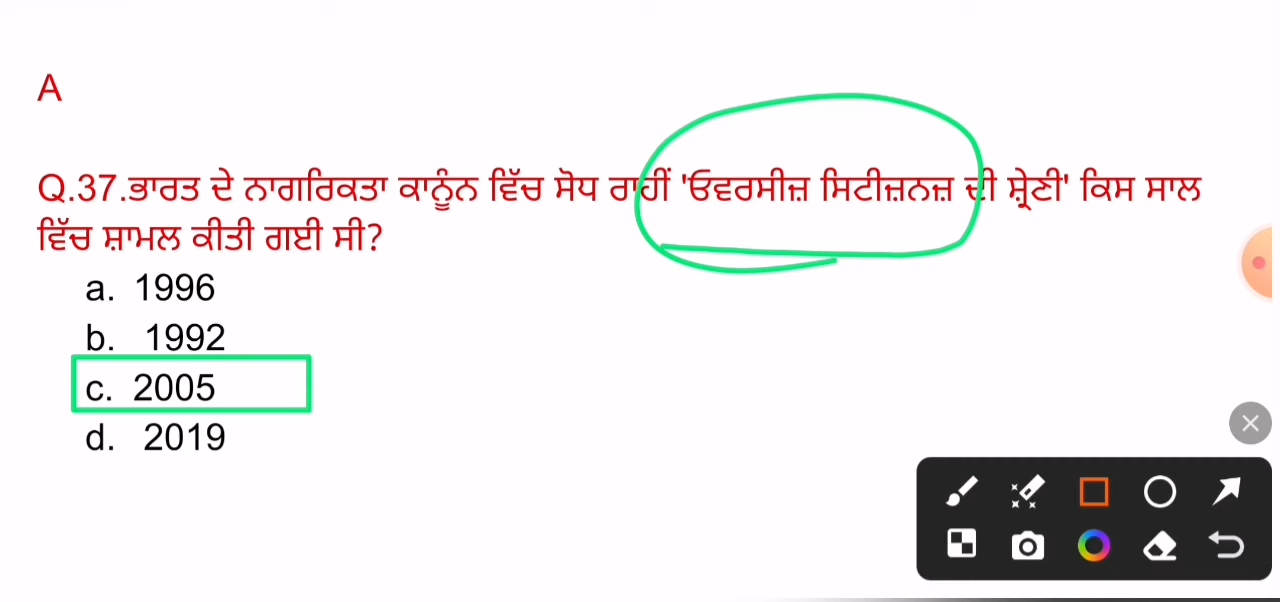 A
Q.37.ਭਾਰਤ ਦੇ ਨਾਗਰਿਕਤਾ ਕਾਨੂੰਨ ਵਿੱਚ ਸੋਧ ਰਾਹੀਂ 'ਓਵਰਸੀਜ਼ ਸਿਟੀਜ਼ਨਜ਼ ਦੀ ਸ਼੍ਰੇਣੀ' ਕਿਸ ਸਾਲ
ਵਿੱਚ ਸ਼ਾਮਲ ਕੀਤੀ ਗਈ ਸੀ?
a. 1996
b. 1992
c. 2005
d. 2019